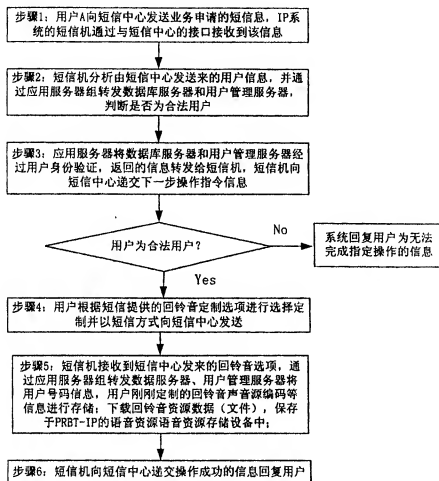 步骤1：用户A向短信中心发送业务申请的短信息，IP系
统的短信机通过与短信中心的接口接收到该信息
步骤2：短信机分析由短信中心发送来的用户信息，并通
过应用服务器组转发数据库服务器和用户管理服务器，
判断是否为合法用户
步骤3：应用服务器将数据库服务器和用户管理服务器经
过用户身份验证，返回的信息转发给短信机，短信机向
短信中心递交下一步操作指令信息
用户为合法用户？
No
系统回复用户为无法
完成指定操作的信息
Yes
步骤4：用户根据短信提供的回铃音定制选项进行选择定
制并以短信方式向短信中心发送
步骤5：短信机接收到短信中心发来的回铃音选项，通
过应用服务器组转发数据服务器、用户管理服务器将
用户号码信息，用户刚刚定制的回铃音声音源编码等
信息进行存储；下载回铃音资源数据（文件），保存
于PRBT-IP的语音资源语音资源存储设备中；
步骤6：短信机向短信中心递交操作成功的信息回复用户